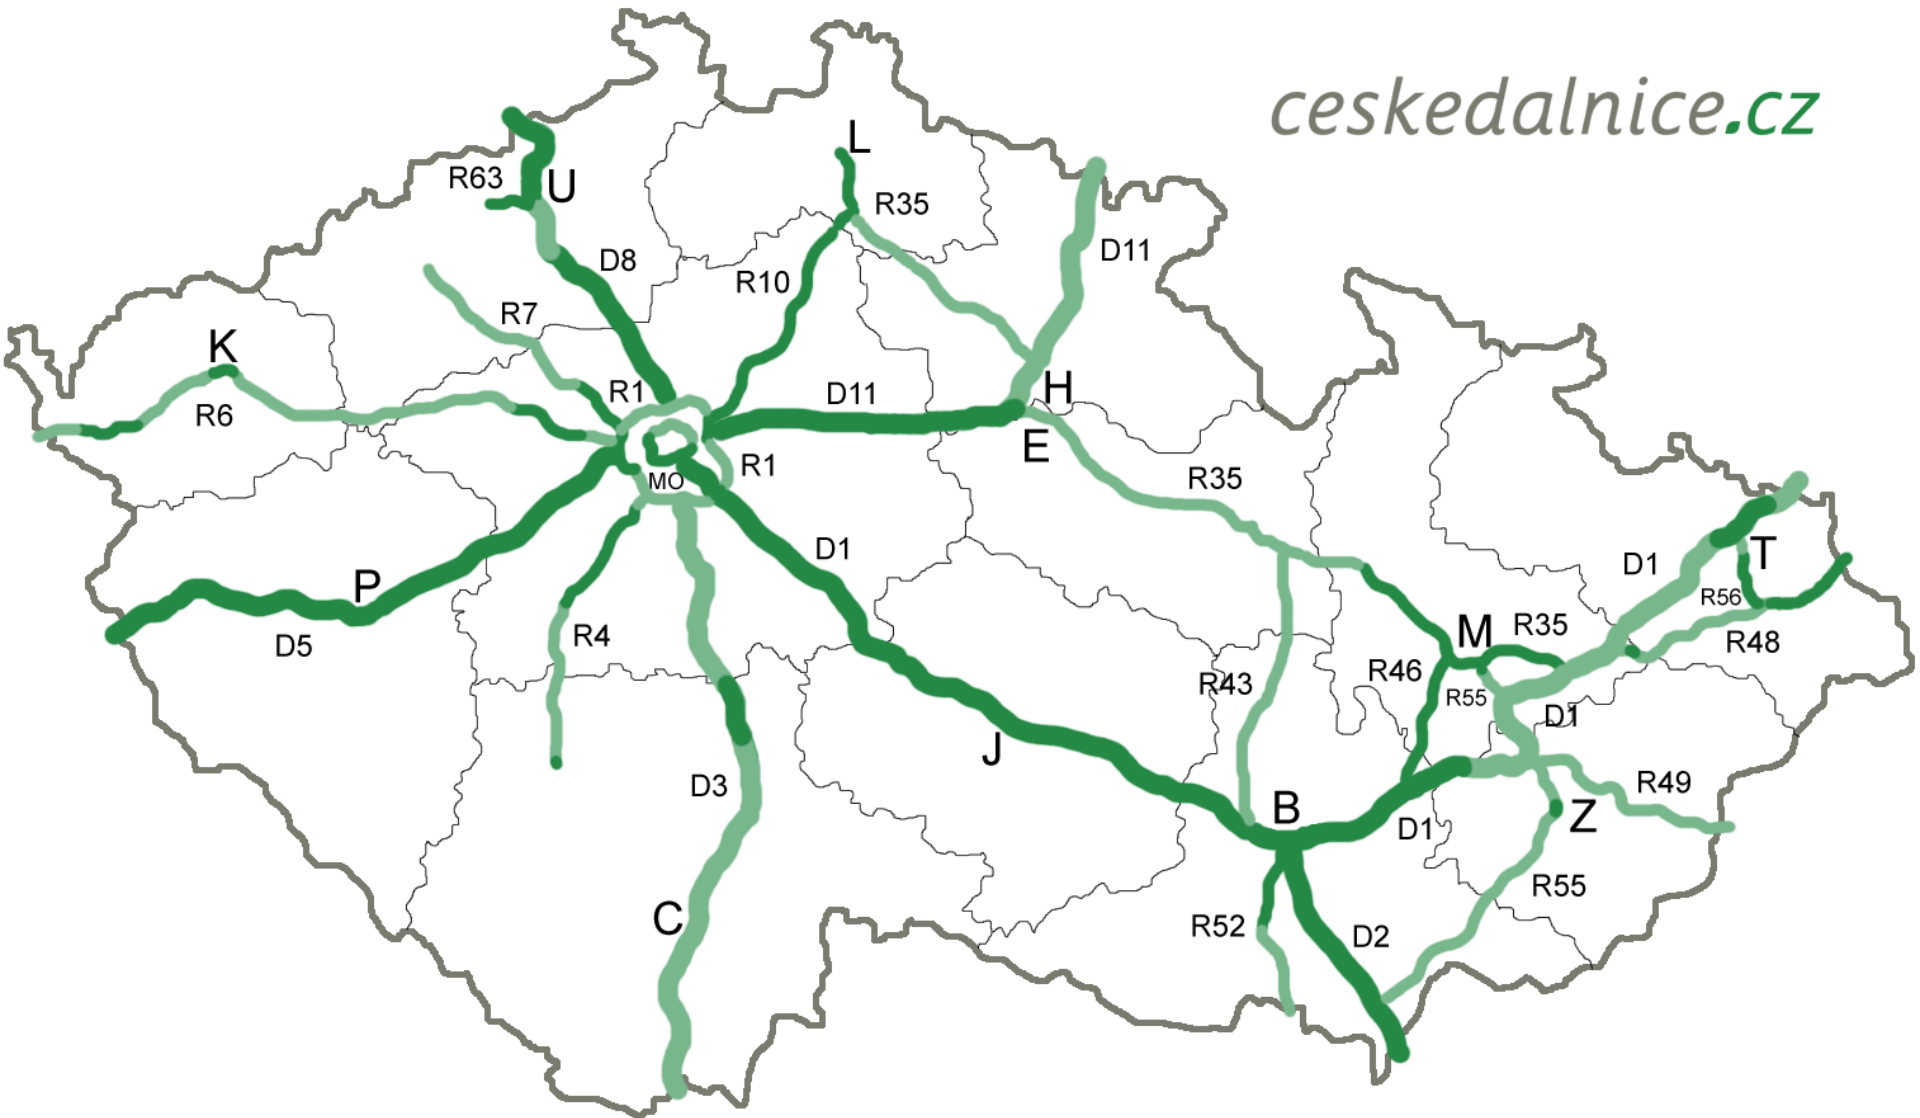 ceskedalnice.cz
L
R63
U
R35
D11
D8
R10
R7
K
R1
H
D11
R6
E
R1
MO
R35
D1
D1
T
P
R56
R4
D5
M
R35
R48
R46
R43
R55
D1
J
D3
R49
B
Z
D1
R55
C
R52
D2